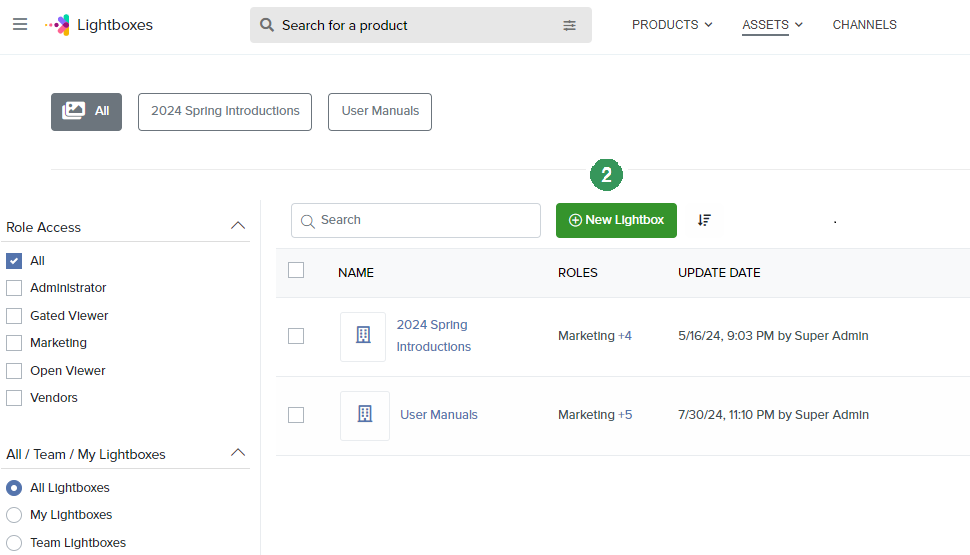 Lightboxes
Search for a product
PRODUCTS
ASSETS
CHANNELS
All
2024 Spring Introductions
User Manuals
2
Role Access
All
Administrator
Gated Viewer
Marketing
Open Viewer
Vendors
All / Team / My Lightboxes
All Lightboxes
My Lightboxes
Team Lightboxes
Search
New Lightbox
.
NAME ROLES UPDATE DATE
2024 Spring
Introductions
Marketing +4
5/16/24, 9:03 PM by Super Admin
User Manuals
Marketing +5
7/30/24, 11:10 PM by Super Admin